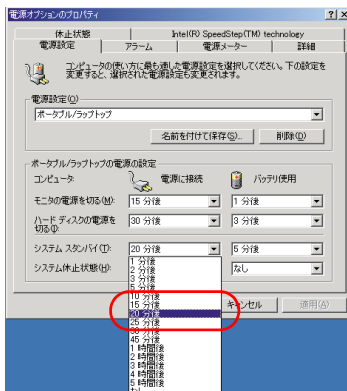 電源オプションのプロパティ
休止状態 Intel(R) SpeedStep(TM) technology
電源設定 アラーム 電源メーター 詳細
コンピュータの使い方に最も適した電源設定を選択してください。下の設定を
変更すると、選択された電源設定も変更されます。
電源設定(O)
ポータブル/ラップトップ
名前を付けて保存(S)... 削除(D)
ポータブル/ラップトップの電源の設定
コンピュータ: 電源に接続 バッテリ使用
モニタの電源を切る(M): 15 分後 1 分後
ハード ディスクの電源を 30 分後 3 分後
切る(I):
システム スタンバイ(T): 20 分後 5 分後
システム休止状態(H): なし
1 分後
2 分後
3 分後
5 分後
10 分後
15 分後
20 分後
25 分後
30 分後
45 分後
1 時間後
2 時間後
3 時間後
4 時間後
5 時間後
なし
キャンセル 適用(A)